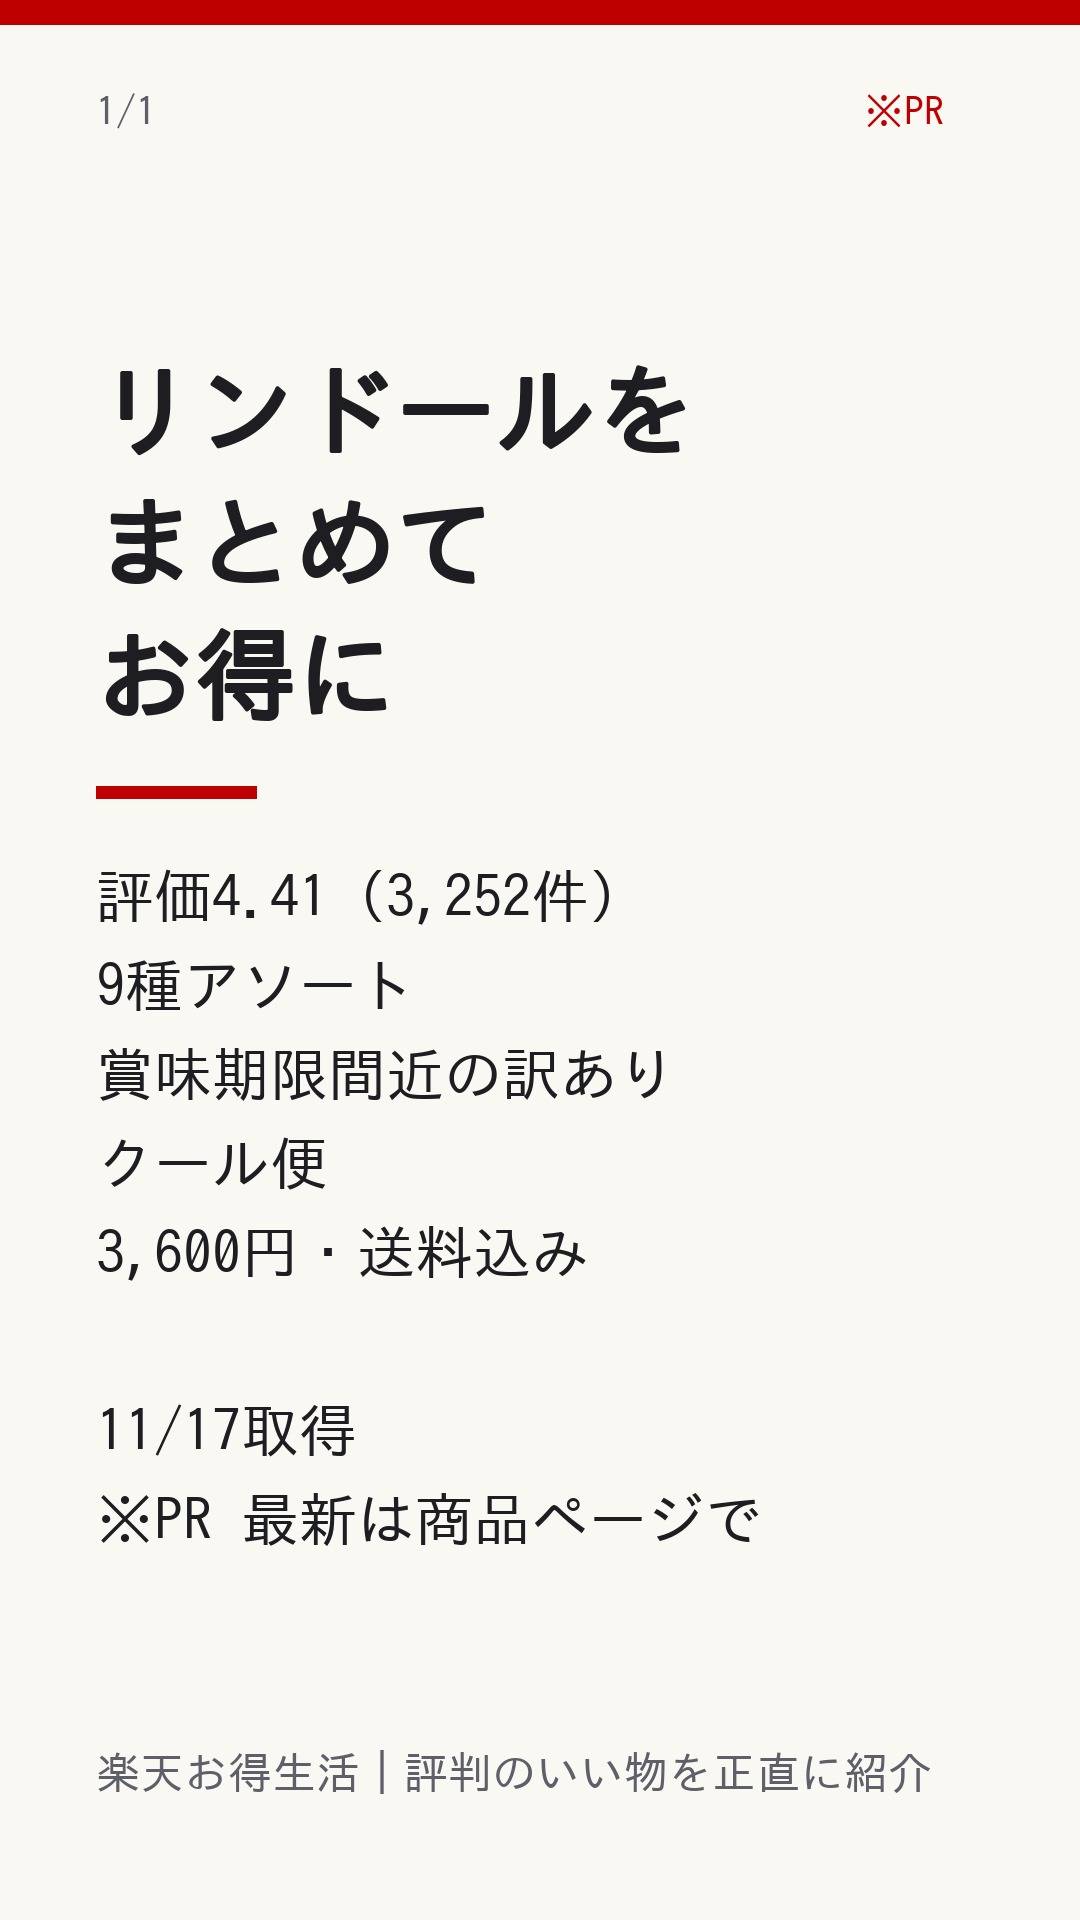 1/1
※PR
リンドールを
まとめて
お得に
評価4.41（3,252件）
9種アソート
賞味期限間近の訳あり
クール便
3,600円・送料込み
11/17取得
※PR 最新は商品ページで
楽天お得生活｜評判のいい物を正直に紹介